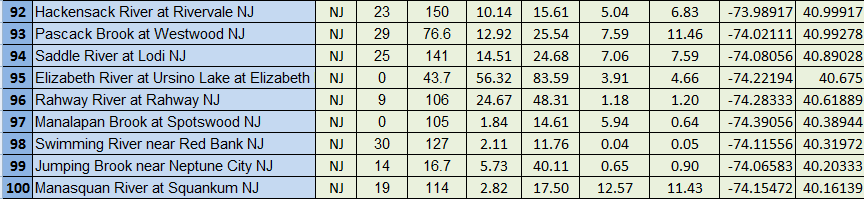 92 Hackensack River at Rivervale NJ NJ 23 150 10.14 15.61 5.04 6.83 -73.98917 40.99917
93 Pascack Brook at Westwood NJ NJ 29 76.6 12.92 25.54 7.59 11.46 -74.02111 40.99278
94 Saddle River at Lodi NJ NJ 25 141 14.51 24.68 7.06 7.59 -74.08056 40.89028
95 Elizabeth River at Ursino Lake at Elizabeth NJ 0 43.7 56.32 83.59 3.91 4.66 -74.22194 40.675
96 Rahway River at Rahway NJ NJ 9 106 24.67 48.31 1.18 1.20 -74.28333 40.61889
97 Manalapan Brook at Spotswood NJ NJ 0 105 1.84 14.61 5.94 0.64 -74.39056 40.38944
98 Swimming River near Red Bank NJ NJ 30 127 2.11 11.76 0.04 0.05 -74.11556 40.31972
99 Jumping Brook near Neptune City NJ NJ 14 16.7 5.73 40.11 0.65 0.90 -74.06583 40.20333
100 Manasquan River at Squankum NJ NJ 19 114 2.82 17.50 12.57 11.43 -74.15472 40.16139